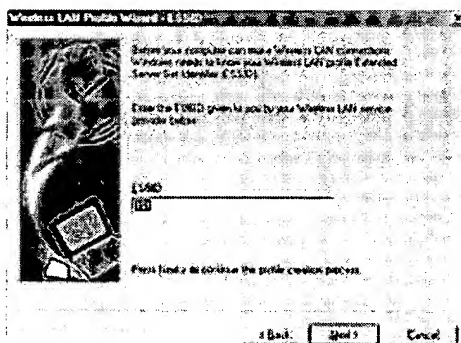 Wireless LAN Profile Wizard - ESSID
Before your computer can make Wireless LAN connections
Windows needs to know your Wireless LAN profile Extended
Server Set Identifier (ESSID).
Enter the ESSID given to you by your Wireless LAN service
provider below.
ESSID
Press Next > to continue the profile creation process.
< Back
Next >
Cancel